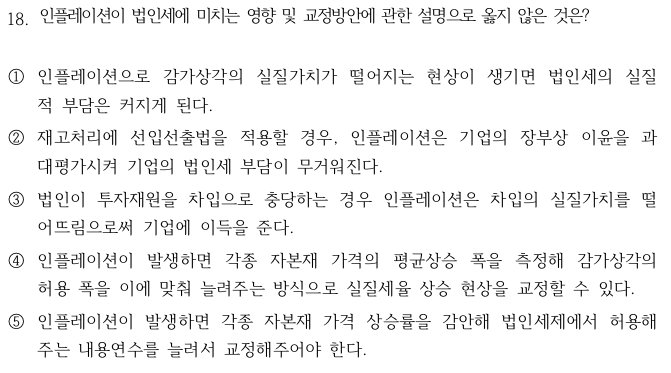 18. 인플레이션이 법인세에 미치는 영향 및 교정방안에 관한 설명으로 옳지 않은 것은?
① 인플레이션으로 감가상각의 실질가치가 떨어지는 현상이 생기면 법인세의 실질
적 부담은 커지게 된다.
② 재고처리에 선입선출법을 적용할 경우, 인플레이션은 기업의 장부상 이윤을 과
대평가시켜 기업의 법인세 부담이 무거워진다.
③ 법인이 투자재원을 차입으로 충당하는 경우 인플레이션은 차입의 실질가치를 떨
어뜨림으로써 기업에 이득을 준다.
④ 인플레이션이 발생하면 각종 자본재 가격의 평균상승 폭을 측정해 감가상각의
허용 폭을 이에 맞춰 늘려주는 방식으로 실질세율 상승 현상을 교정할 수 있다.
⑤ 인플레이션이 발생하면 각종 자본재 가격 상승률을 감안해 법인세제에서 허용해
주는 내용연수를 늘려서 교정해주어야 한다.